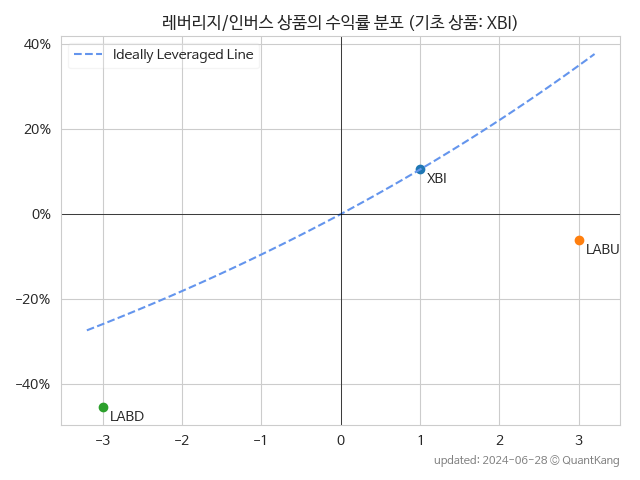 레버리지/인버스 상품의 수익률 분포 (기초 상품: XBI)
40%
Ideally Leveraged Line
20%
XBI
0%
LABU
-20%
-40%
LABD
-3 -2 -1 0 1 2 3
updated: 2024-06-28 © QuantKang